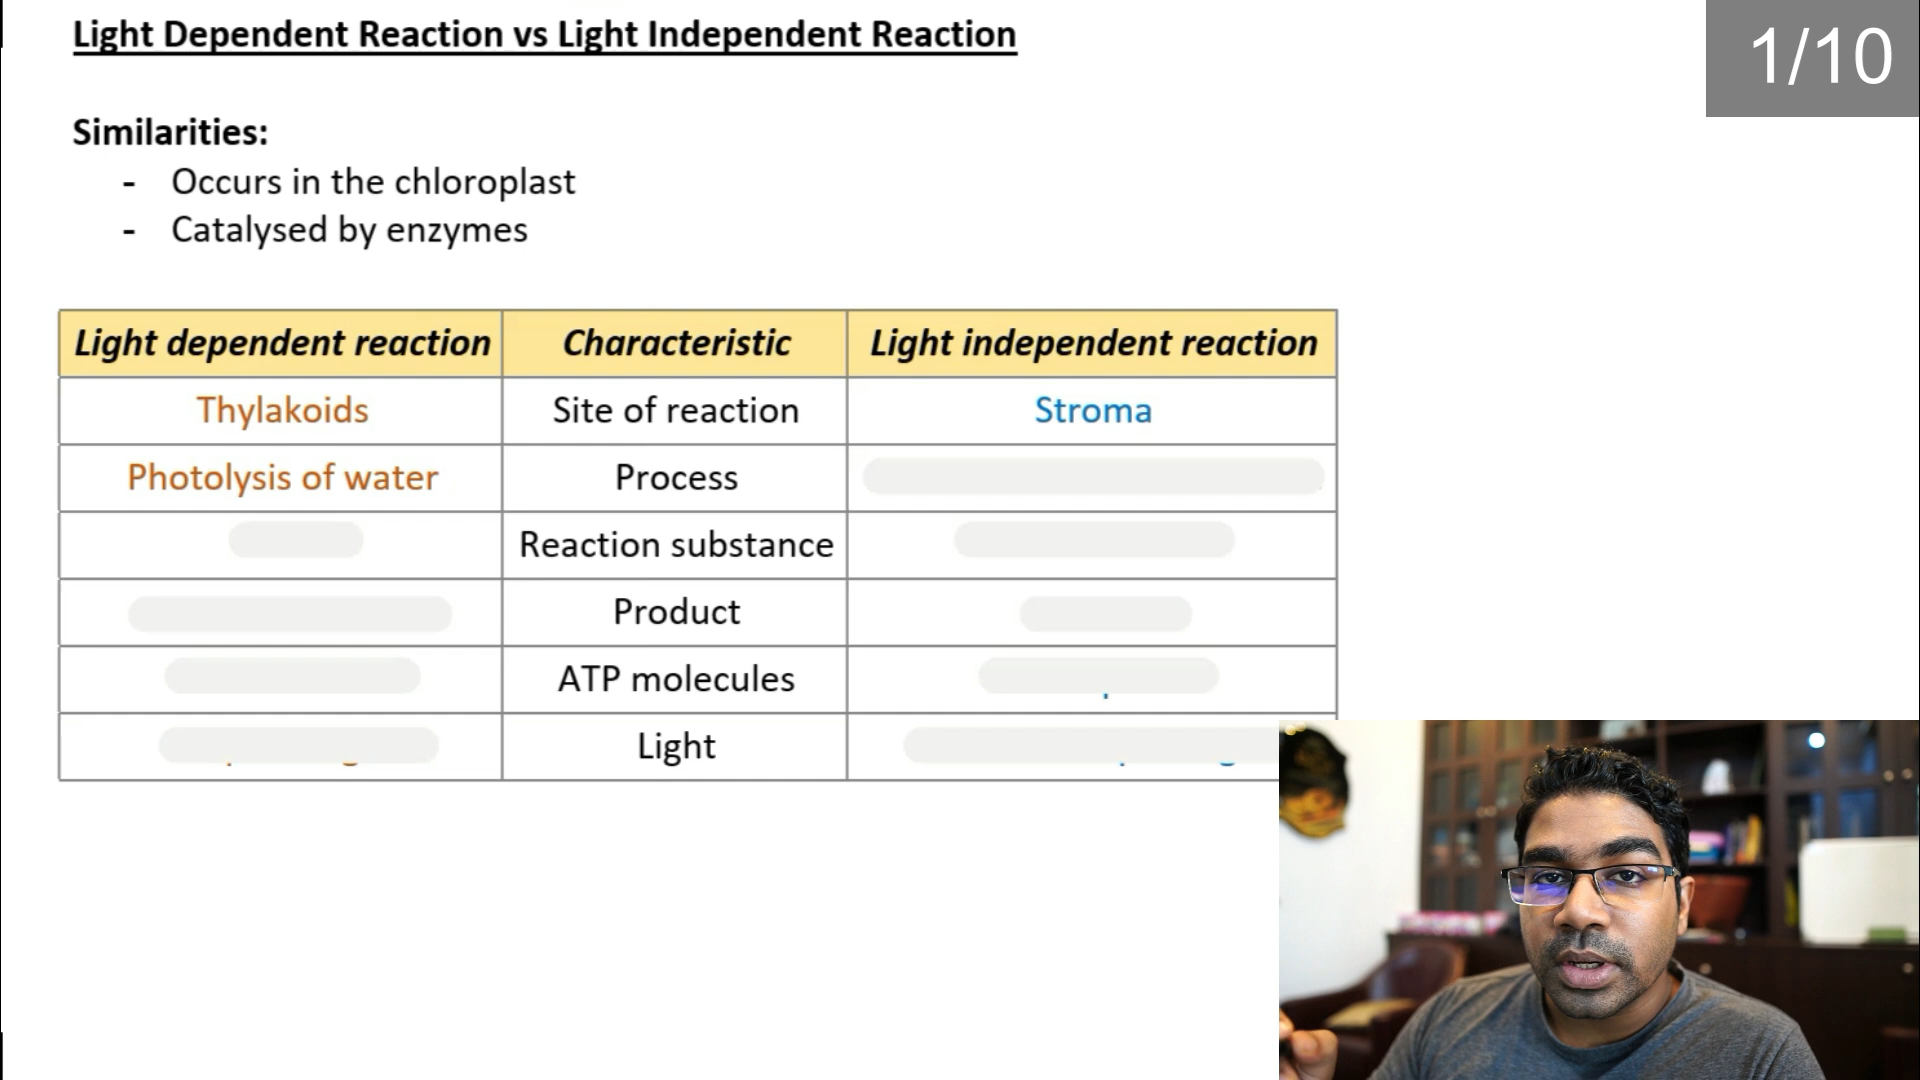 Light Dependent Reaction vs Light Independent Reaction
1/10
Similarities:
- Occurs in the chloroplast
- Catalysed by enzymes
Light dependent reaction Characteristic Light independent reaction
Thylakoids Site of reaction Stroma
Photolysis of water Process
Reaction substance
Product
ATP molecules
Light